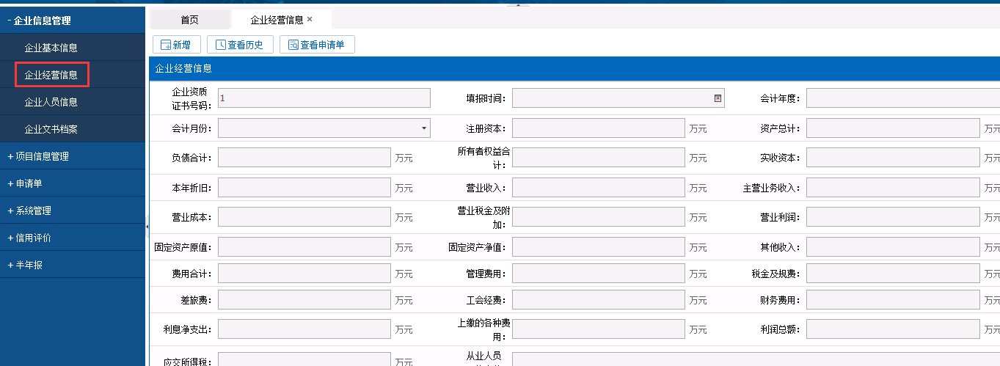 - 企业信息管理
企业基本信息
企业经营信息
企业人员信息
企业文书档案
+ 项目信息管理
+ 申请单
+ 系统管理
+ 信用评价
+ 半年报
首页 企业经营信息 ×
新增 查看历史 查看申请单
企业经营信息
企业资质
证书号码： 1 填报时间： 会计年度：
会计月份： 注册资本： 万元 资产总计： 万元
负债合计： 万元 所有者权益合
计： 万元 实收资本： 万元
本年折旧： 万元 营业收入： 万元 主营业务收入： 万元
营业成本： 万元 营业税金及附
加： 万元 营业利润： 万元
固定资产原值： 万元 固定资产净值： 万元 其他收入： 万元
费用合计： 万元 管理费用： 万元 税金及规费： 万元
差旅费： 万元 工会经费： 万元 财务费用： 万元
利息净支出： 万元 上缴的各种费
用： 万元 利润总额： 万元
应交所得税： 万元 从业人员